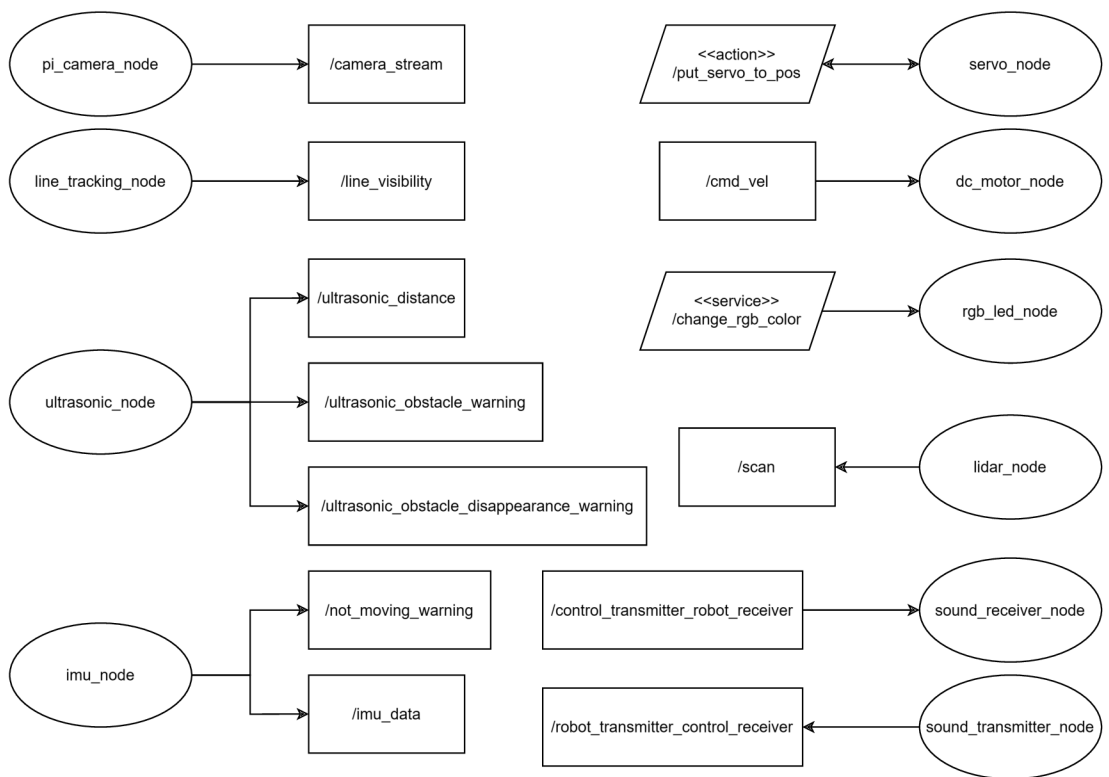 pi_camera_node
/camera_stream
<<action>>
/put_servo_to_pos
servo_node
line_tracking_node
/line_visibility
/cmd_vel
dc_motor_node
/ultrasonic_distance
<<service>>
/change_rgb_color
rgb_led_node
ultrasonic_node
/ultrasonic_obstacle_warning
/scan
lidar_node
/ultrasonic_obstacle_disappearance_warning
/not_moving_warning
/control_transmitter_robot_receiver
sound_receiver_node
imu_node
/imu_data
/robot_transmitter_control_receiver
sound_transmitter_node